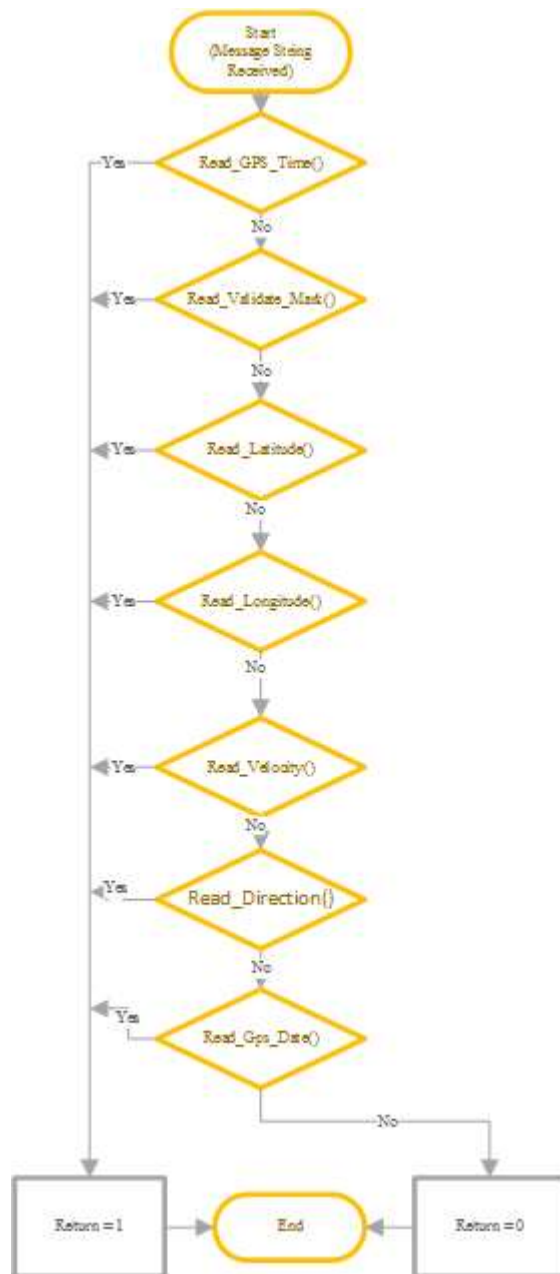 Start
(Message String
Received)
Read_GPS_Time()
Yes
No
Read_Validate_Mark()
Yes
No
Read_Latitude()
Yes
No
Read_Longitude()
Yes
No
Read_Velocity()
Yes
No
Read_Direction()
Yes
No
Read_Gps_Date()
Yes
No
Return = 1
End
Return = 0